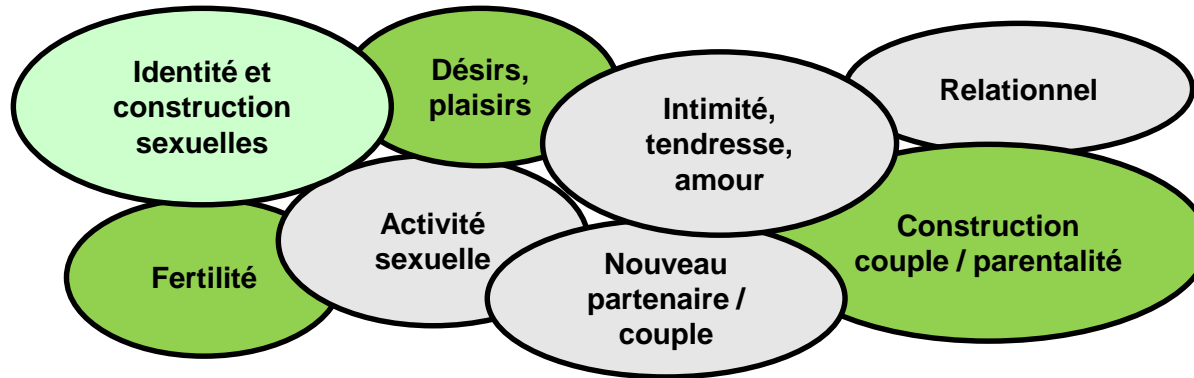 Identité et
construction
sexuelles
Désirs,
plaisirs
Intimité,
tendresse,
amour
Relationnel
Fertilité
Activité
sexuelle
Nouveau
partenaire /
couple
Construction
couple / parentalité